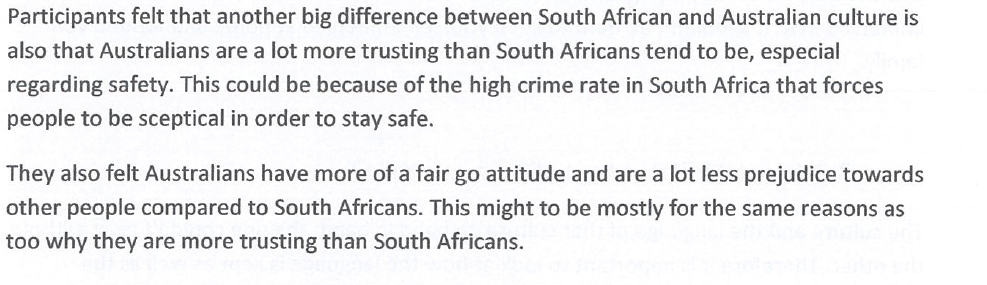 Participants felt that another big difference between South African and Australian culture is
also that Australians are a lot more trusting than South Africans tend to be, especial
regarding safety. This could be because of the high crime rate in South Africa that forces
people to be sceptical in order to stay safe.
They also felt Australians have more of a fair go attitude and are a lot less prejudice towards
other people compared to South Africans. This might to be mostly for the same reasons as
too why they are more trusting than South Africans.